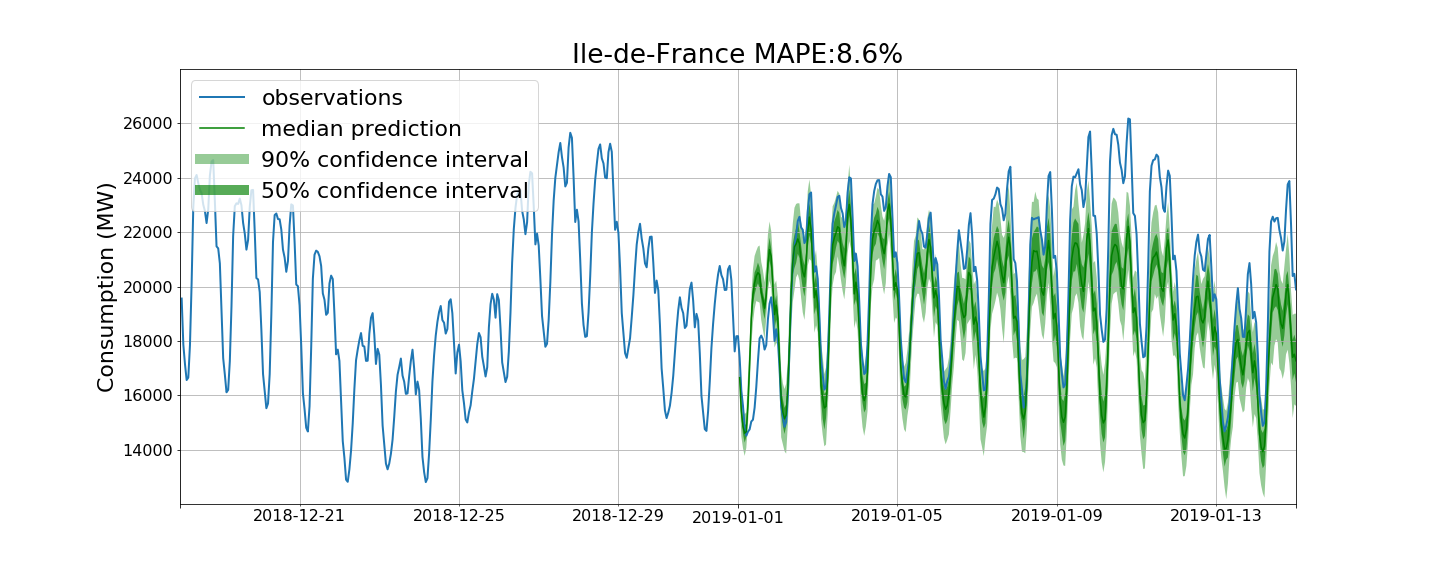 Ile-de-France MAPE:8.6%
observations
median prediction
90% confidence interval
50% confidence interval
Consumption (MW)
26000
24000
22000
20000
18000
16000
14000
2018-12-21
2018-12-25
2018-12-29
2019-01-01
2019-01-05
2019-01-09
2019-01-13